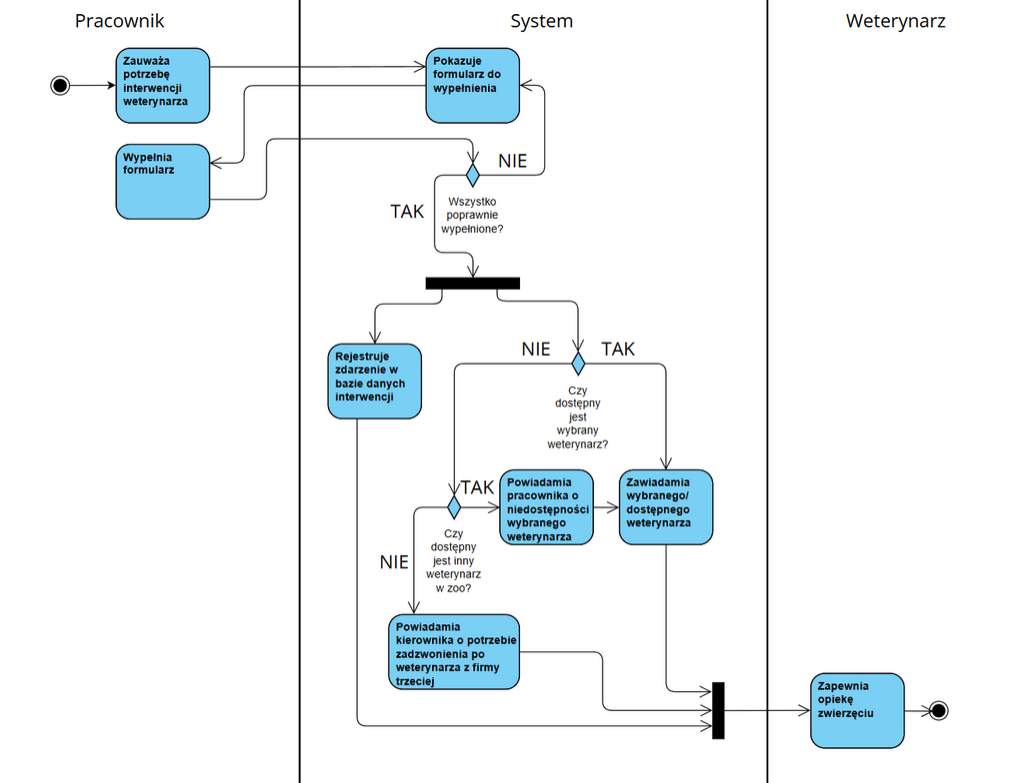 Pracownik
System
Weterynarz
Zauważa
potrzebę
interwencji
weterynarza
Pokazuje
formularz do
wypełnienia
Wypełnia
formularz
NIE
TAK
Wszystko
poprawnie
wypełnione?
Rejestruje
zdarzenie w
bazie danych
interwencji
NIE
TAK
Czy
dostępny
jest
wybrany
weterynarz?
TAK
Powiadamia
pracownika o
niedostępności
wybranego
weterynarza
Zawiadamia
wybranego/
dostępnego
weterynarza
NIE
Czy
dostępny
jest inny
weterynarz
w zoo?
Powiadamia
kierownika o potrzebie
zadzwonienia po
weterynarza z firmy
trzeciej
Zapewnia
opiekę
zwierzęciu